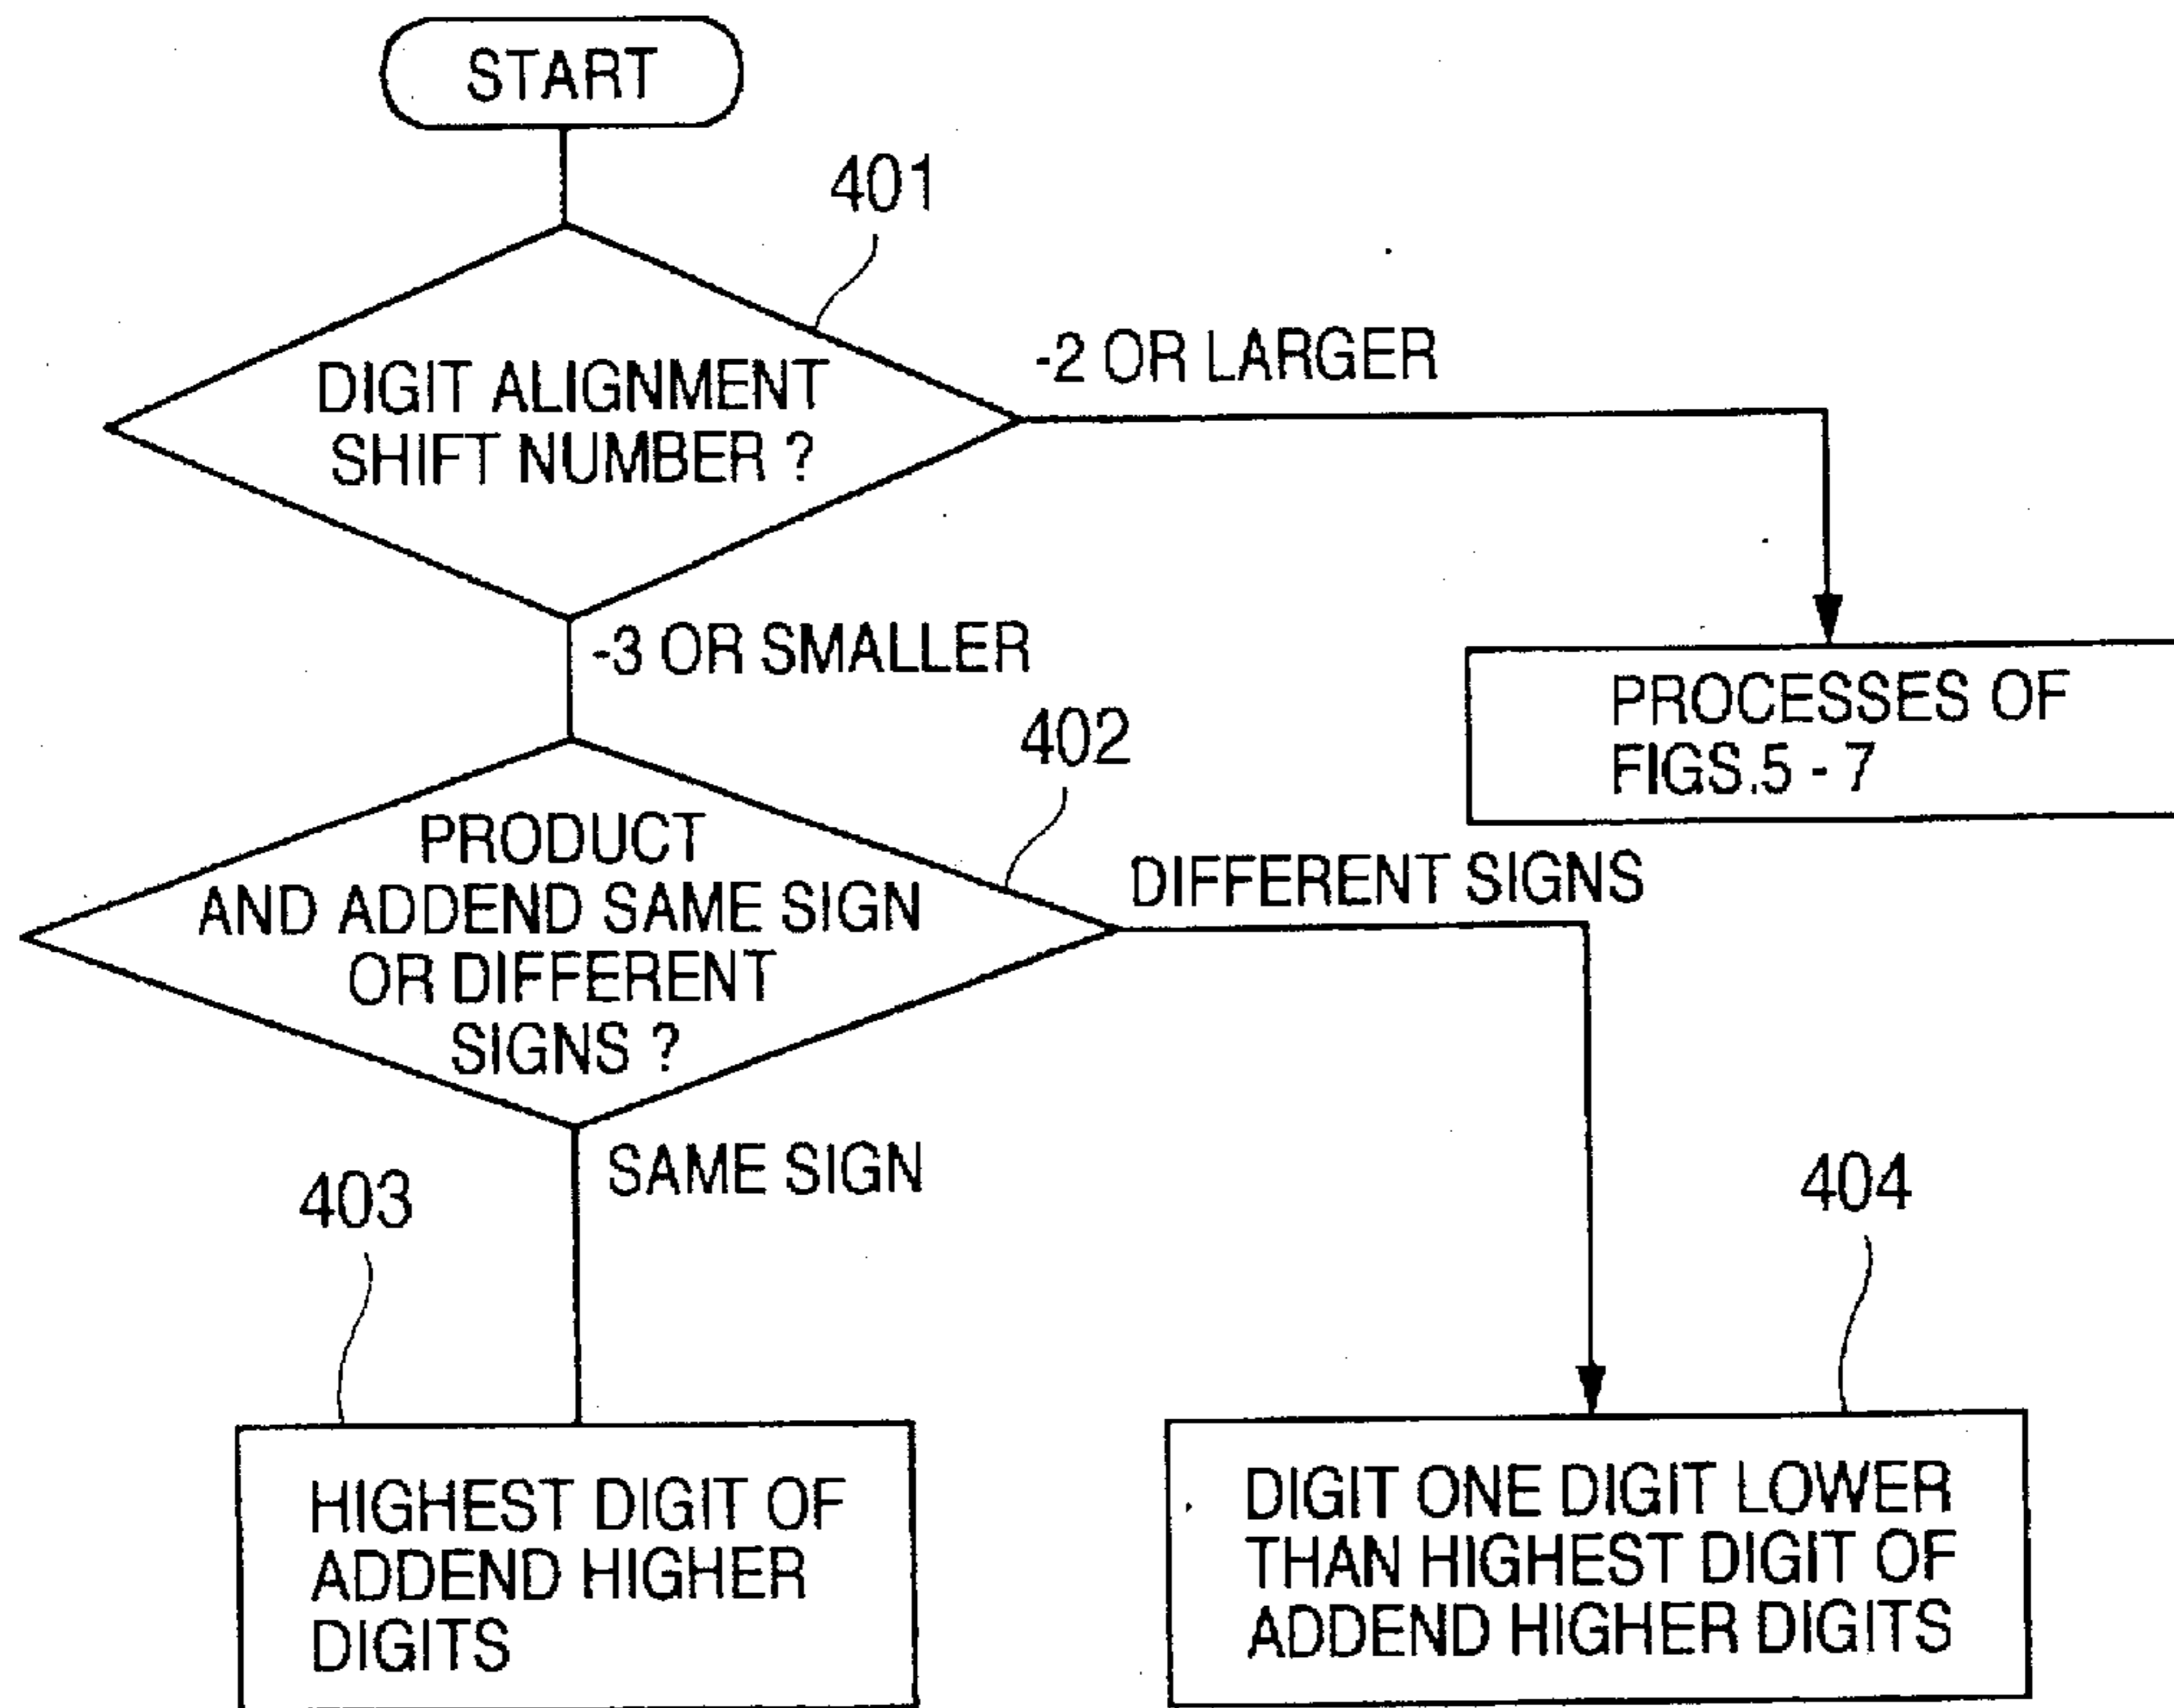 START
401
DIGIT ALIGNMENT
SHIFT NUMBER ?
-2 OR LARGER
-3 OR SMALLER
PROCESSES OF
FIGS.5 - 7
402
PRODUCT
AND ADDEND SAME SIGN
OR DIFFERENT
SIGNS ?
DIFFERENT SIGNS
SAME SIGN
403
404
HIGHEST DIGIT OF
ADDEND HIGHER
DIGITS
DIGIT ONE DIGIT LOWER
THAN HIGHEST DIGIT OF
ADDEND HIGHER DIGITS